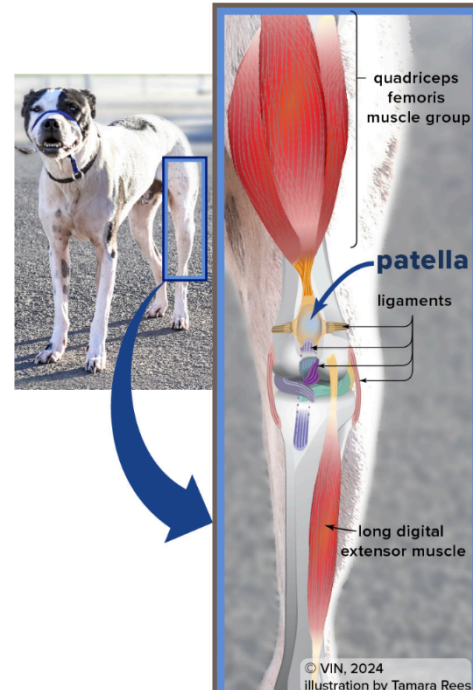 quadriceps
femoris
muscle group
patella
ligaments
long digital
extensor muscle
© VIN, 2024
illustration by Tamara Rees